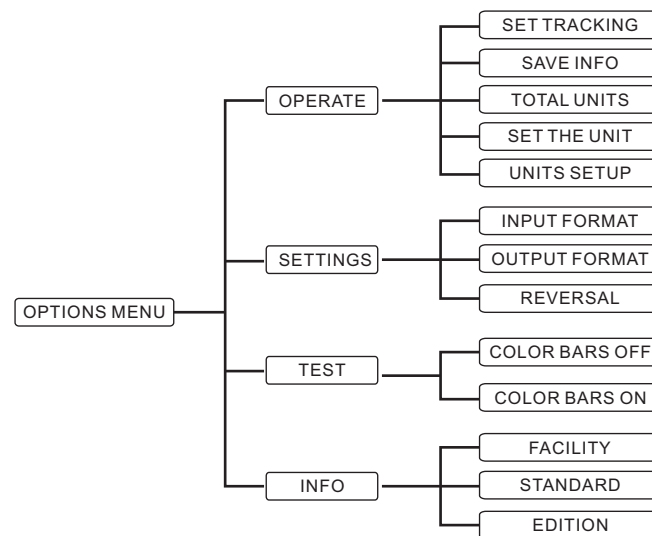 OPTIONS MENU
OPERATE
SET TRACKING
SAVE INFO
TOTAL UNITS
SET THE UNIT
UNITS SETUP
SETTINGS
INPUT FORMAT
OUTPUT FORMAT
REVERSAL
TEST
COLOR BARS OFF
COLOR BARS ON
INFO
FACILITY
STANDARD
EDITION